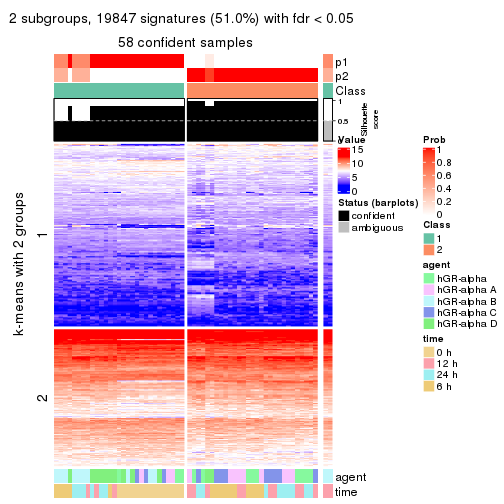 2 subgroups, 19847 signatures (51.0%) with fdr < 0.05
58 confident samples
p1
p2
Class
1
0.5
Silhouette
score
k-means with 2 groups
1
2
agent
time
Value
15
10
5
0
Status (barplots)
confident
ambiguous
Prob
1
0.8
0.6
0.4
0.2
0
Class
1
2
agent
hGR-alpha
hGR-alpha A
hGR-alpha B
hGR-alpha C
hGR-alpha D
time
0 h
12 h
24 h
6 h